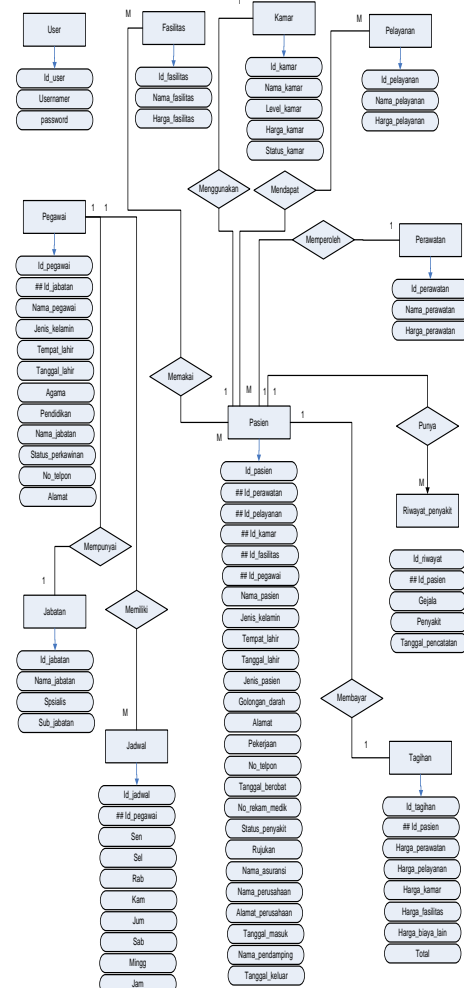 M
User
Id_user
Usernamer
password
Fasilitas
Id_fasilitas
Nama_fasilitas
Harga_fasilitas
Kamar
Id_kamar
Nama_kamar
Level_kamar
Harga_kamar
Status_kamar
M
Pelayanan
Id_pelayanan
Nama_pelayanan
Harga_pelayanan
Menggunakan
Mendapat
Memperoleh
1
Perawatan
Id_perawatan
Nama_perawatan
Harga_perawatan
Pegawai
1 1
Id_pegawai
## Id_jabatan
Nama_pegawai
Jenis_kelamin
Tempat_lahir
Tanggal_lahir
Agama
Pendidikan
Nama_jabatan
Status_perkawinan
No_telpon
Alamat
Memakai
1 M 1 1
Pasien
M
1
Punya
M
Riwayat_penyakit
Id_riwayat
## Id_pasien
Gejala
Penyakit
Tanggal_pencatatan
Id_pasien
## Id_perawatan
## Id_pelayanan
## Id_kamar
## Id_fasilitas
## Id_pegawai
Nama_pasien
Jenis_kelamin
Tempat_lahir
Tanggal_lahir
Jenis_pasien
Golongan_darah
Alamat
Pekerjaan
No_telpon
Tanggal_berobat
No_rekam_medik
Status_penyakit
Rujukan
Nama_asuransi
Nama_perusahaan
Alamat_perusahaan
Tanggal_masuk
Nama_pendamping
Tanggal_keluar
Mempunyai
1
Jabatan
Id_jabatan
Nama_jabatan
Spsialis
Sub_jabatan
Memiliki
M
Jadwal
Id_jadwal
## Id_pegawai
Sen
Sel
Rab
Kam
Jum
Sab
Mingg
Jam
Membayar
1
Tagihan
Id_tagihan
## Id_pasien
Harga_perawatan
Harga_pelayanan
Harga_kamar
Harga_fasilitas
Harga_biaya_lain
Total